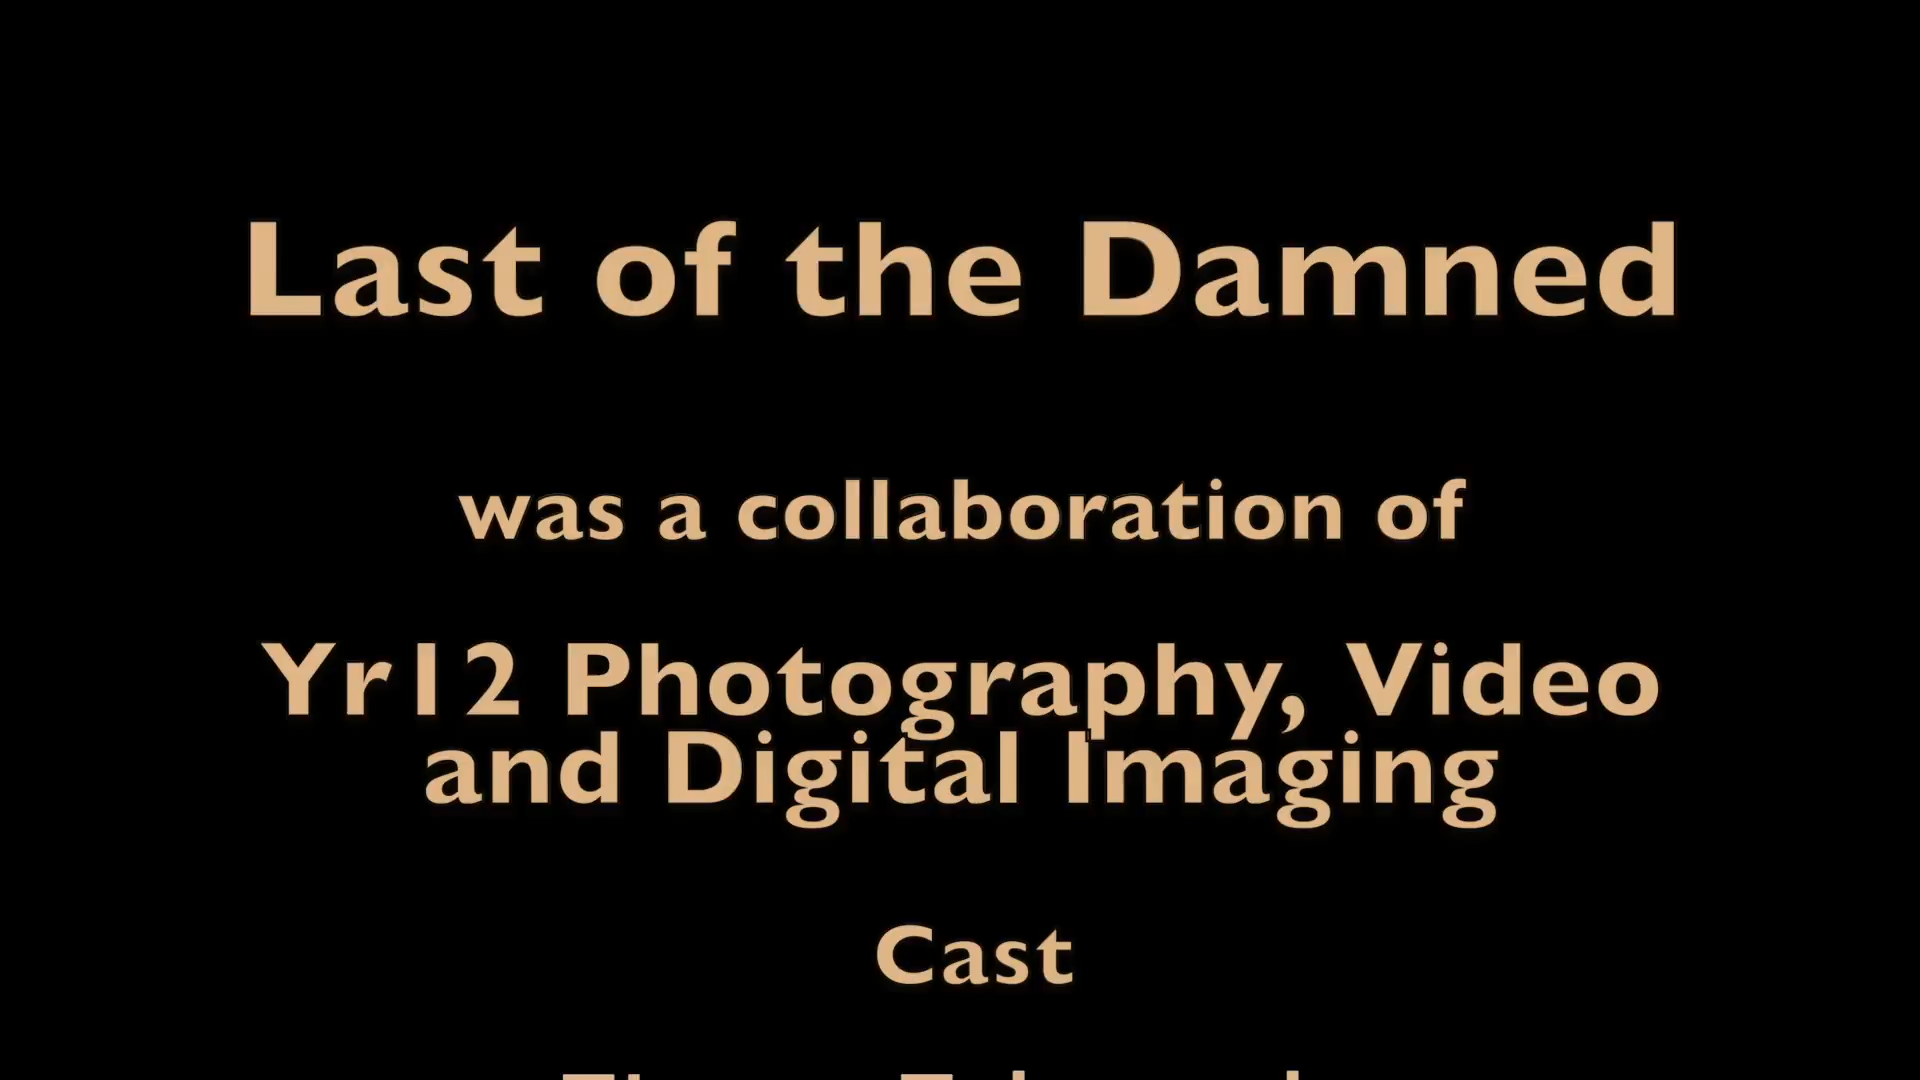 Last of the Damned
was a collaboration of
Yr12 Photography, Video
and Digital Imaging
Cast